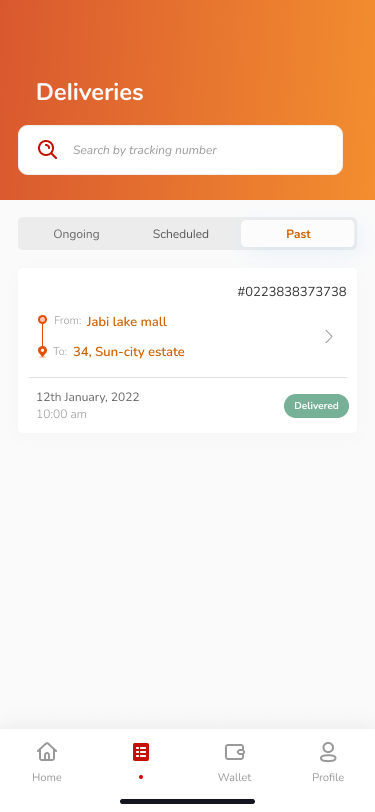 Deliveries
Search by tracking number
Ongoing Scheduled Past
#0223838373738
From: Jabi lake mall
To: 34, Sun-city estate
12th January, 2022
10:00 am
Delivered
Home Wallet Profile